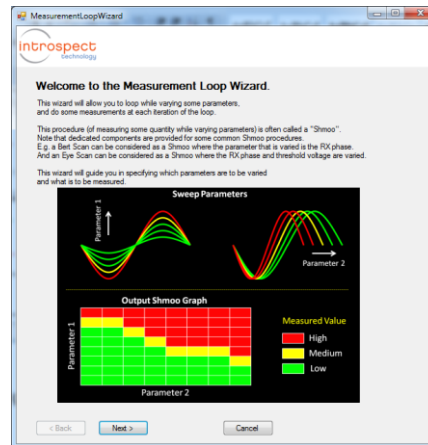 MeasurementLoopWizard
introspect
technology
Welcome to the Measurement Loop Wizard.
This wizard will allow you to loop while varying some parameters,
and do some measurements at each iteration of the loop.
This procedure (of measuring some quantity while varying parameters) is often called a "Shmoo".
Note that dedicated components are provided for some common Shmoo procedures.
E.g. a Bert Scan can be considered as a Shmoo where the parameter that is varied is the RX phase.
And an Eye Scan can be considered as a Shmoo where the RX phase and threshold voltage are varied.
This wizard will guide you in specifying which parameters are to be varied
and what is to be measured.
Sweep Parameters
Parameter 1
Parameter 2
Output Shmoo Graph
Parameter 1
Parameter 2
Measured Value
High
Medium
Low
< Back
Next >
Cancel